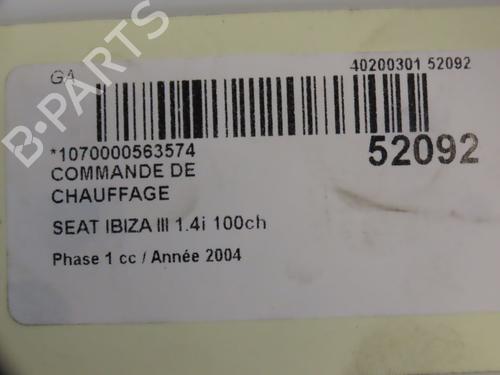 G4
40200301 52092
B-PARTS
*1070000563574
52092
COMMANDE DE
CHAUFFAGE
SEAT IBIZA III 1.4i 100ch
Phase 1 cc / Année 2004